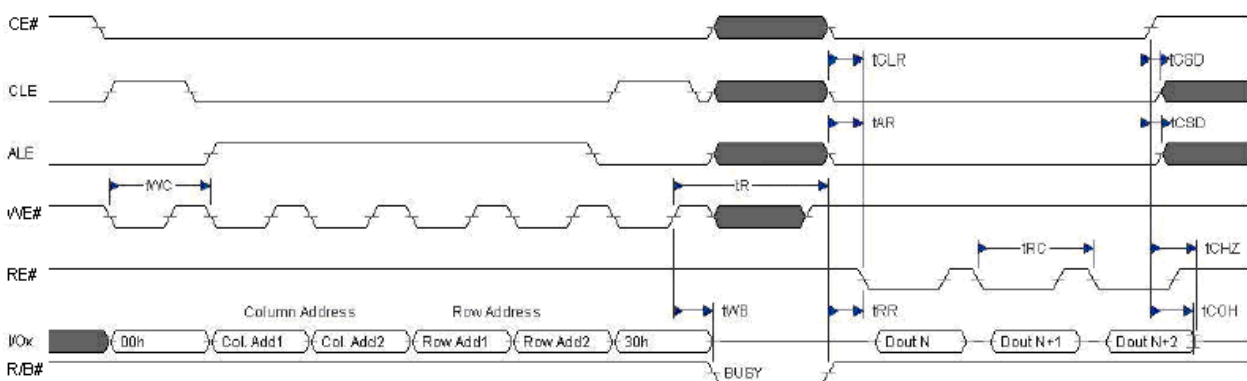 CE#
tCLR
tCSD
CLE
tAR
tCSD
ALE
tWC
tR
WE#
tRC
tCHZ
RE#
Column Address
Row Address
tWB
tRR
tCOH
I/Ox
00h
Col. Add1
Col. Add2
Row Add1
Row Add2
30h
Dout N
Dout N+1
Dout N+2
R/B#
BUSY